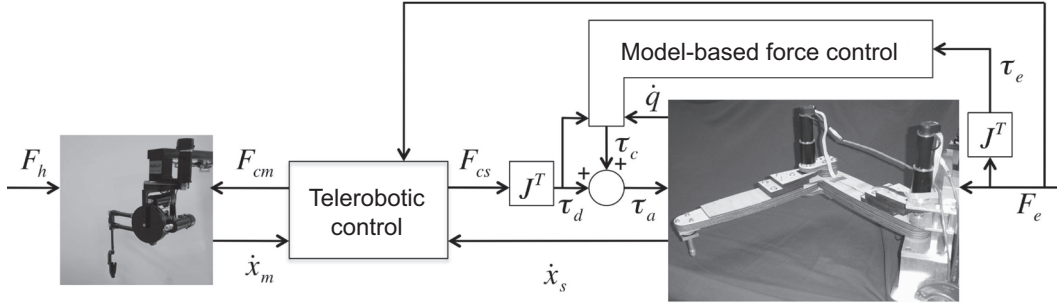 Model-based force control
τ_e
q̇
J^T
F_h
F_cm
F_cs
τ_c
+
+
Telerobotic
control
J^T
τ_d
τ_a
F_e
ẋ_m
ẋ_s